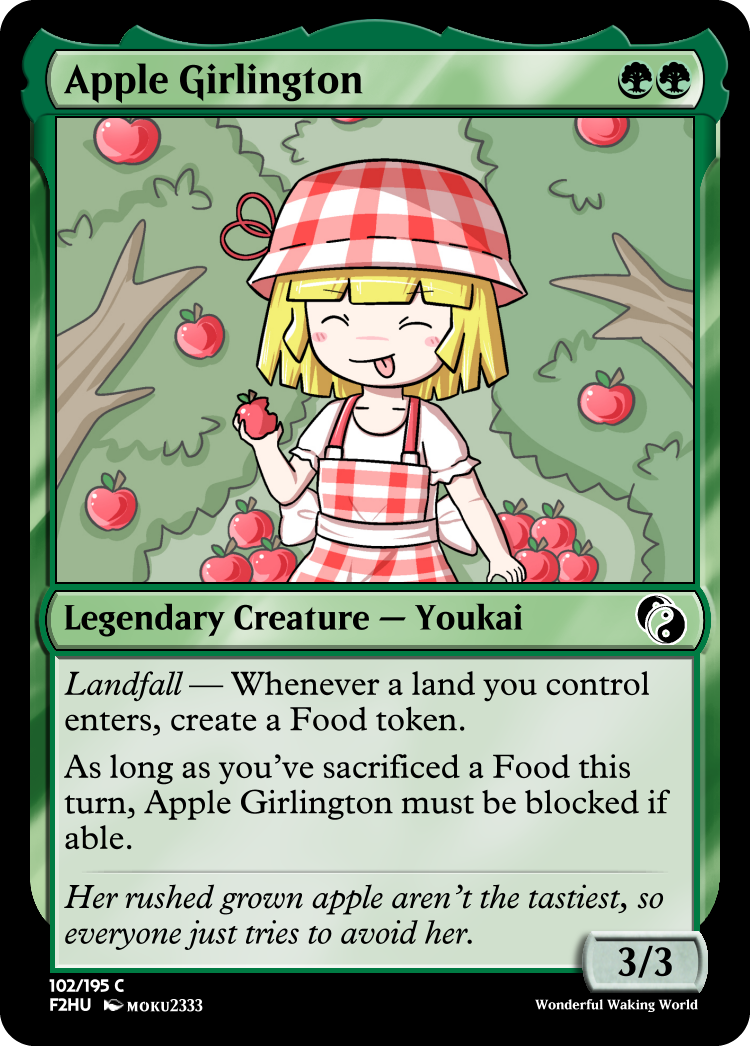 Apple Girlington
Legendary Creature — Youkai
Landfall — Whenever a land you control
enters, create a Food token.
As long as you've sacrificed a Food this
turn, Apple Girlington must be blocked if
able.
Her rushed grown apple aren't the tastiest, so
everyone just tries to avoid her.
3/3
102/195 C
F2HU MOKU2333
Wonderful Waking World